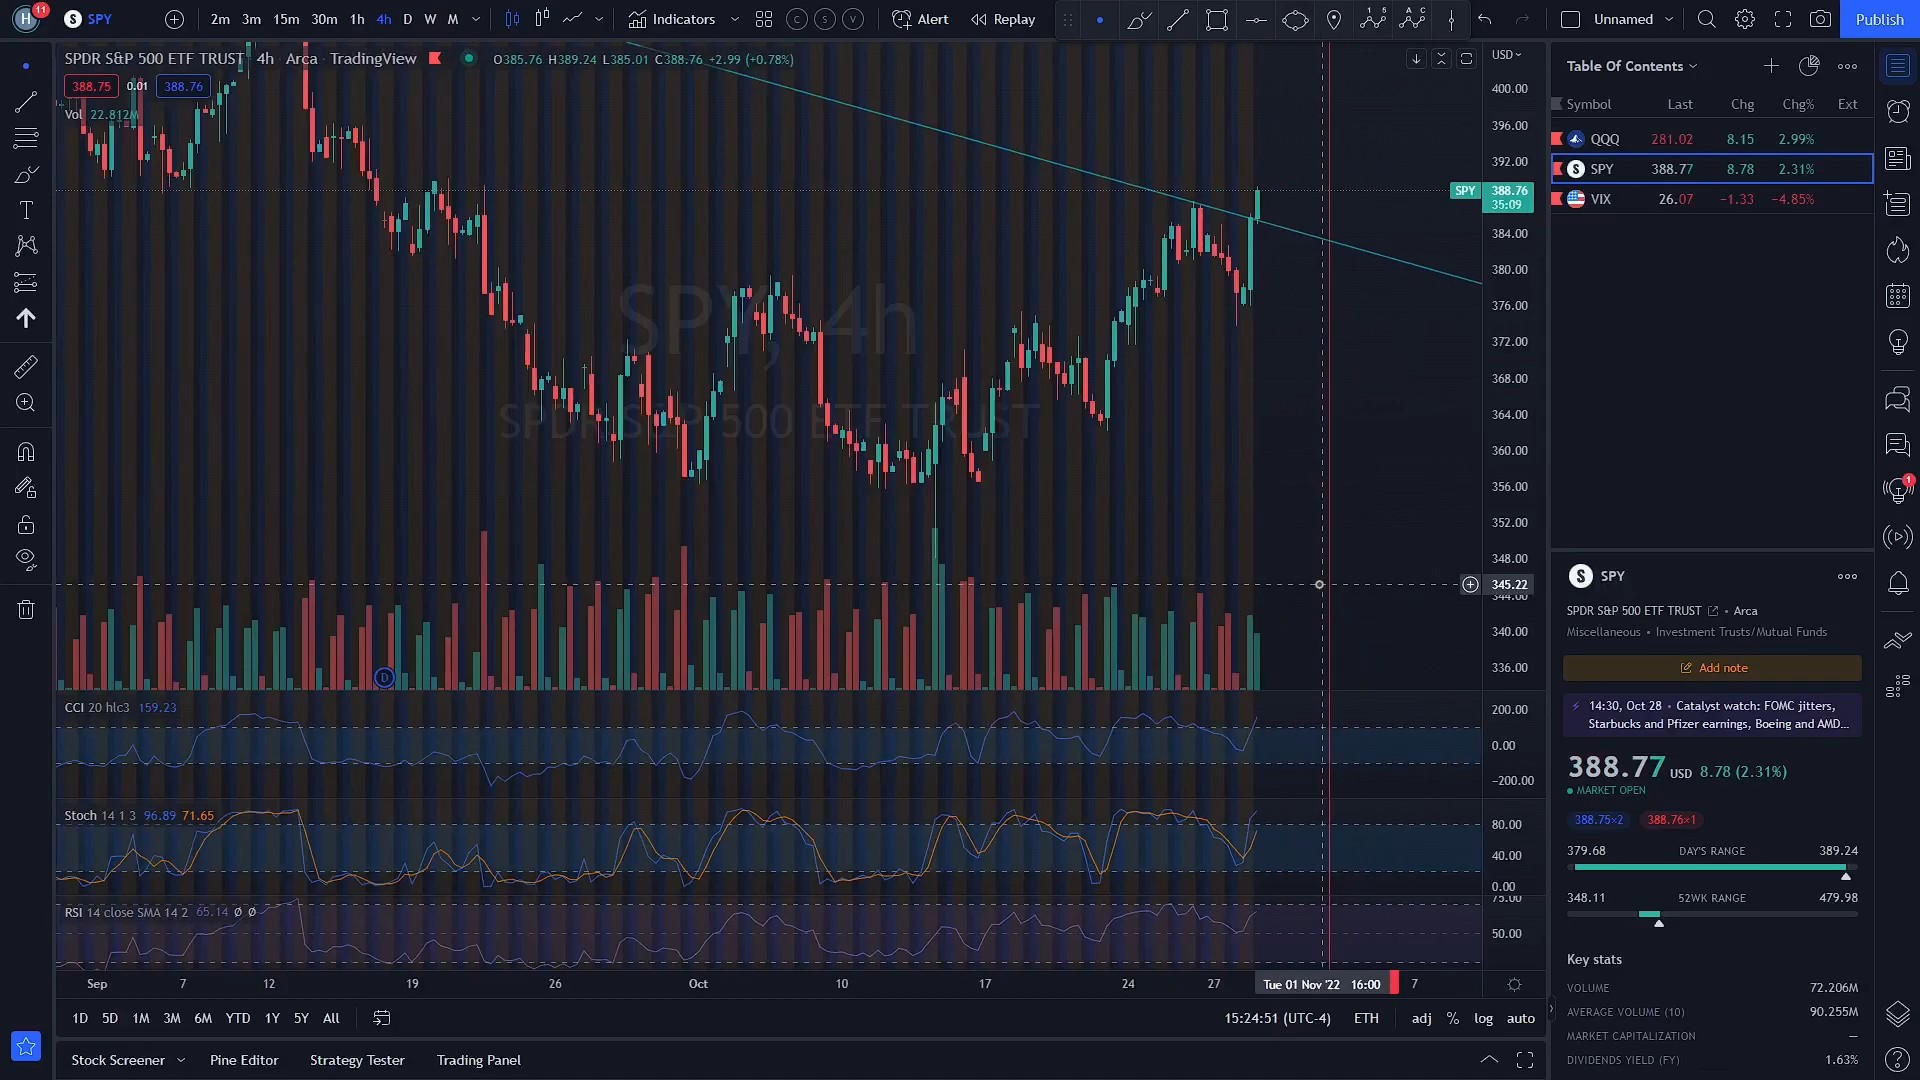 H 11 S SPY 2m 3m 15m 30m 1h 4h D W M Indicators C S V Alert Replay Unnamed Publish
SPDR S&P 500 ETF TRUST 4h Arca TradingView O385.76 H389.24 L385.01 C388.76 +2.99 (+0.78%)
388.75 0.01 388.76
Vol 22.812M
SPY, 4h
SPDR S&P 500 ETF TRUST
USD
400.00
396.00
392.00
SPY 388.76
35:09
384.00
380.00
376.00
372.00
368.00
364.00
360.00
356.00
352.00
348.00
345.22
344.00
340.00
336.00
D
CCI 20 hlc3 159.23
200.00
0.00
−200.00
Stoch 14 1 3 96.89 71.65
80.00
40.00
0.00
RSI 14 close SMA 14 2 65.14 Ø Ø
75.00
50.00
Sep 7 12 19 26 Oct 10 17 24 27 Tue 01 Nov '22 16:00 7
1D 5D 1M 3M 6M YTD 1Y 5Y All 15:24:51 (UTC-4) ETH adj % log auto
Stock Screener Pine Editor Strategy Tester Trading Panel
Table Of Contents
Symbol Last Chg Chg% Ext
QQQ 281.02 8.15 2.99%
S SPY 388.77 8.78 2.31%
VIX 26.07 −1.33 −4.85%
1
S SPY
SPDR S&P 500 ETF TRUST • Arca
Miscellaneous • Investment Trusts/Mutual Funds
Add note
14:30, Oct 28 • Catalyst watch: FOMC jitters,
Starbucks and Pfizer earnings, Boeing and AMD...
388.77 USD 8.78 (2.31%)
MARKET OPEN
388.75×2 388.76×1
379.68 DAY'S RANGE 389.24
348.11 52WK RANGE 479.98
Key stats
VOLUME 72.206M
AVERAGE VOLUME (10) 90.255M
MARKET CAPITALIZATION —
DIVIDENDS YIELD (FY) 1.63%